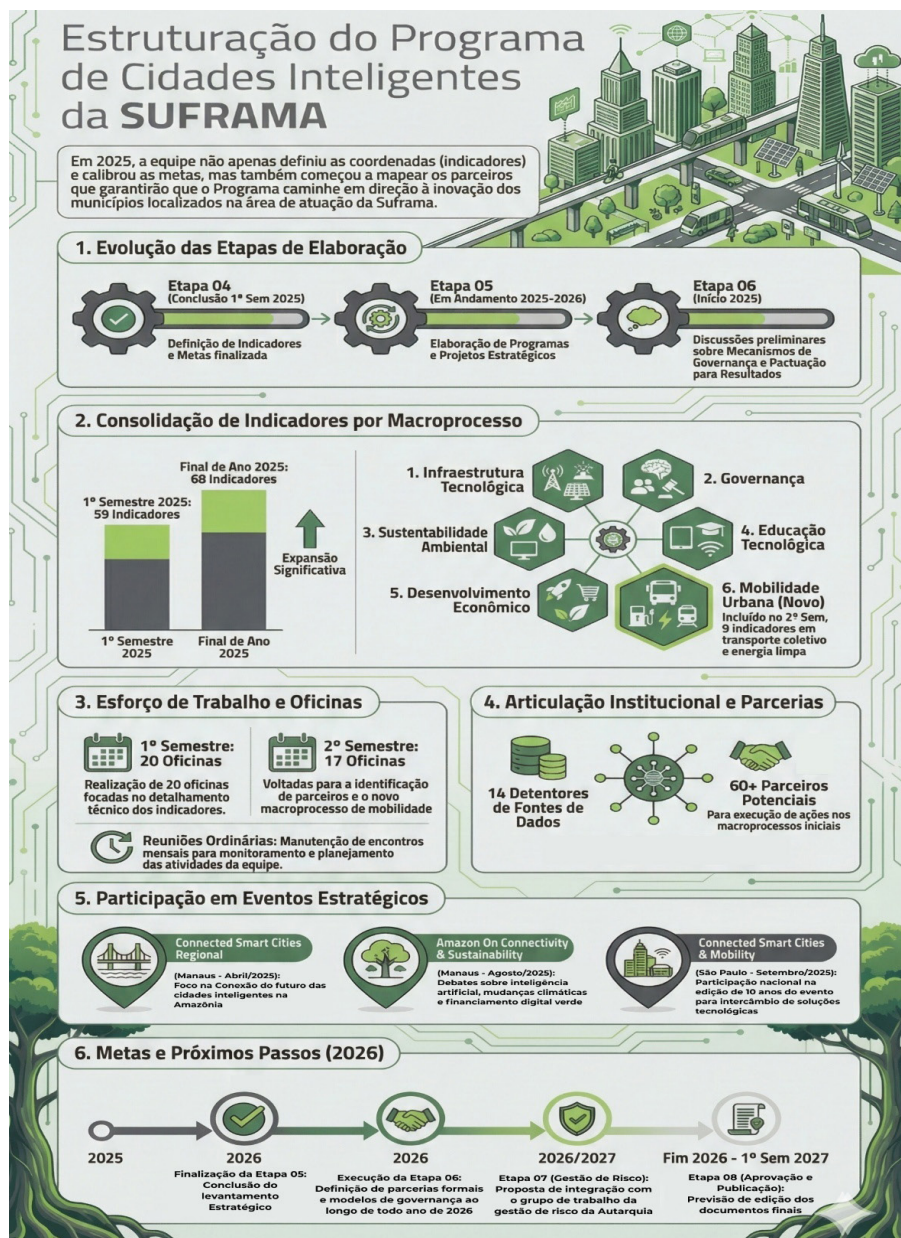 Estruturação do Programa
de Cidades Inteligentes
da SUFRAMA
Em 2025, a equipe não apenas definiu as coordenadas (indicadores)
e calibrou as metas, mas também começou a mapear os parceiros
que garantirão que o Programa caminhe em direção à inovação dos
municípios localizados na área de atuação da Suframa.
1. Evolução das Etapas de Elaboração
Etapa 04
(Conclusão 1º Sem 2025)
Definição de Indicadores
e Metas finalizada
Etapa 05
(Em Andamento 2025-2026)
Elaboração de Programas
e Projetos Estratégicos
Etapa 06
(Início 2025)
Discussões preliminares
sobre Mecanismos de
Governança e Pactuação
para Resultados
2. Consolidação de Indicadores por Macroprocesso
1º Semestre 2025:
59 Indicadores
Final de Ano 2025:
68 Indicadores
Expansão
Significativa
1º Semestre
2025
Final de Ano
2025
1. Infraestrutura
Tecnológica
2. Governança
3. Sustentabilidade
Ambiental
4. Educação
Tecnológica
5. Desenvolvimento
Econômico
6. Mobilidade
Urbana (Novo)
Incluído no 2º Sem,
9 indicadores em
transporte coletivo
e energia limpa
3. Esforço de Trabalho e Oficinas
1º Semestre:
20 Oficinas
Realização de 20 oficinas
focadas no detalhamento
técnico dos indicadores.
2º Semestre:
17 Oficinas
Voltadas para a identificação
de parceiros e o novo
macroprocesso de mobilidade
Reuniões Ordinárias: Manutenção de encontros
mensais para monitoramento e planejamento
das atividades da equipe.
4. Articulação Institucional e Parcerias
14 Detentores
de Fontes de
Dados
60+ Parceiros
Potenciais
Para execução de ações nos
macroprocessos iniciais
5. Participação em Eventos Estratégicos
Connected Smart Cities
Regional
(Manaus - Abril/2025):
Foco na Conexão do futuro das
cidades inteligentes na
Amazônia
Amazon On Connectivity
& Sustainability
(Manaus - Agosto/2025):
Debates sobre inteligência
artificial, mudanças climáticas
e financiamento digital verde
Connected Smart Cities
& Mobility
(São Paulo - Setembro/2025):
Participação nacional na
edição de 10 anos do evento
para intercâmbio de soluções
tecnológicas
6. Metas e Próximos Passos (2026)
2025
2026
Finalização da Etapa 05:
Conclusão do
levantamento
Estratégico
2026
Execução da Etapa 06:
Definição de parcerias formais
e modelos de governança ao
longo de todo ano de 2026
2026/2027
Etapa 07 (Gestão de Risco):
Proposta de integração com
o grupo de trabalho da
gestão de risco da Autarquia
Fim 2026 - 1º Sem 2027
Etapa 08 (Aprovação e
Publicação):
Previsão de edição dos
documentos finais